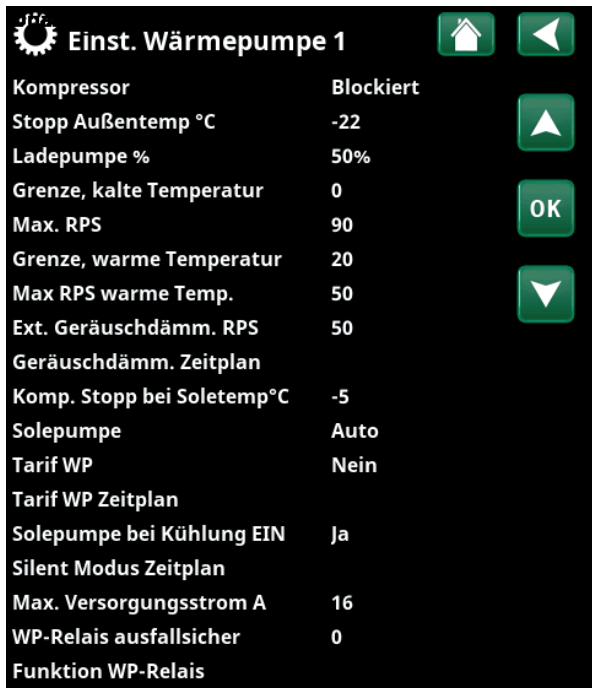 Einst. Wärmepumpe 1
Kompressor Blockiert
Stopp Außentemp °C -22
Ladepumpe % 50%
Grenze, kalte Temperatur 0
Max. RPS 90
OK
Grenze, warme Temperatur 20
Max RPS warme Temp. 50
Ext. Geräuschdämm. RPS 50
Geräuschdämm. Zeitplan
Komp. Stopp bei Soletemp°C -5
Solepumpe Auto
Tarif WP Nein
Tarif WP Zeitplan
Solepumpe bei Kühlung EIN Ja
Silent Modus Zeitplan
Max. Versorgungsstrom A 16
WP-Relais ausfallsicher 0
Funktion WP-Relais